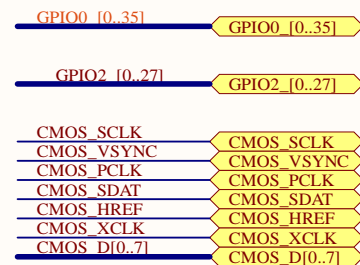 GPIO0_[0..35] GPIO0_[0..35]
GPIO2_[0..27] GPIO2_[0..27]
CMOS_SCLK CMOS_SCLK
CMOS_VSYNC CMOS_VSYNC
CMOS_PCLK CMOS_PCLK
CMOS_SDAT CMOS_SDAT
CMOS_HREF CMOS_HREF
CMOS_XCLK CMOS_XCLK
CMOS_D[0..7] CMOS_D[0..7]